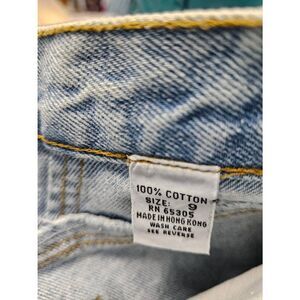 100% COTTON
SIZE: 9
RN 65305
MADE IN HONG KONG
WASH CARE
SEE REVERSE